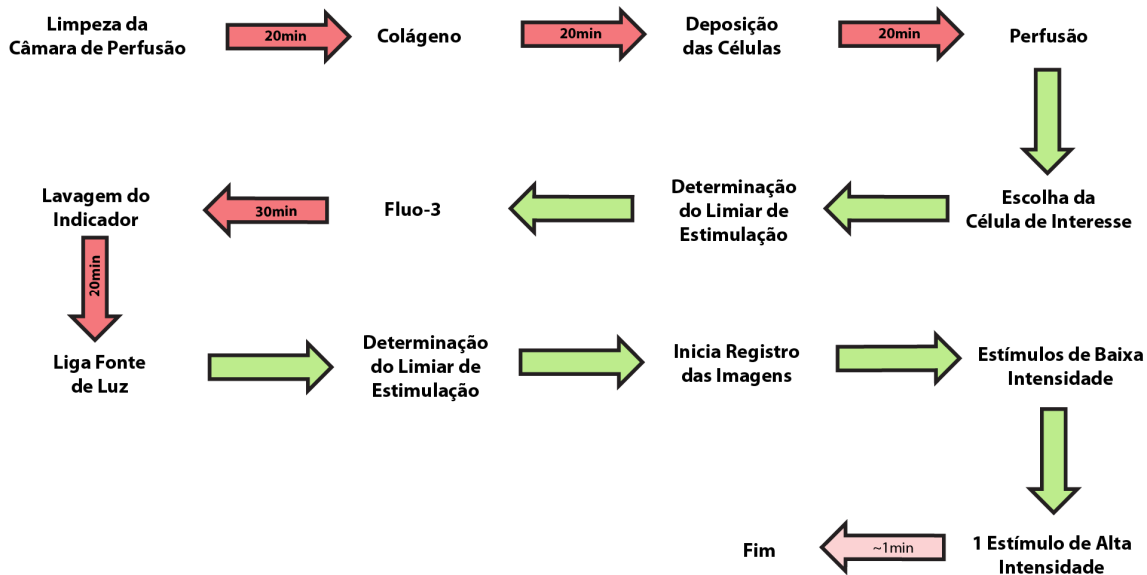 Limpeza da
Câmara de Perfusão
20min
Colágeno
20min
Deposição
das Células
20min
Perfusão
Escolha da
Célula de Interesse
Determinação
do Limiar de
Estimulação
Fluo-3
30min
Lavagem do
Indicador
20min
Liga Fonte
de Luz
Determinação
do Limiar de
Estimulação
Inicia Registro
das Imagens
Estímulos de Baixa
Intensidade
1 Estímulo de Alta
Intensidade
~1min
Fim